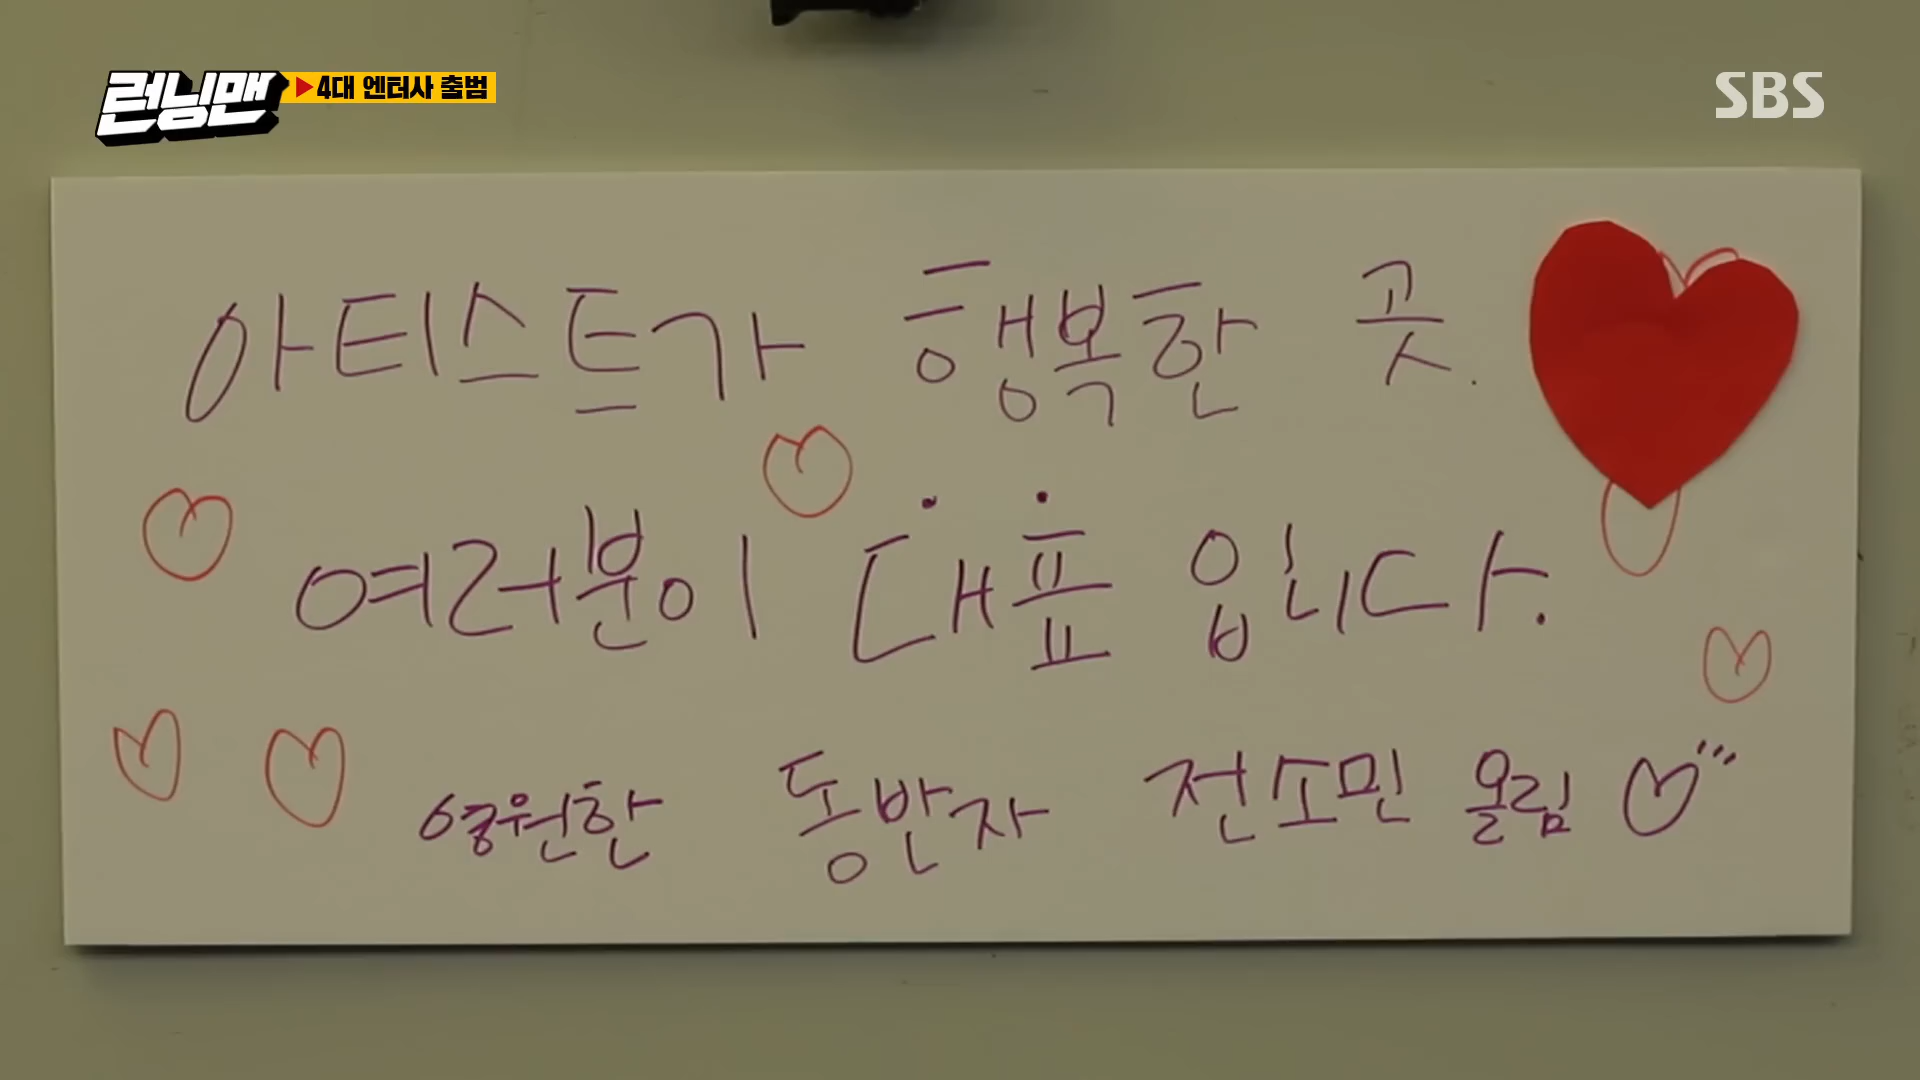 런닝맨 ▶4대 엔터사 출범
SBS
아티스트가 행복한 곳.
여러분이 대표 입니다.
영원한 동반자 전소민 올림